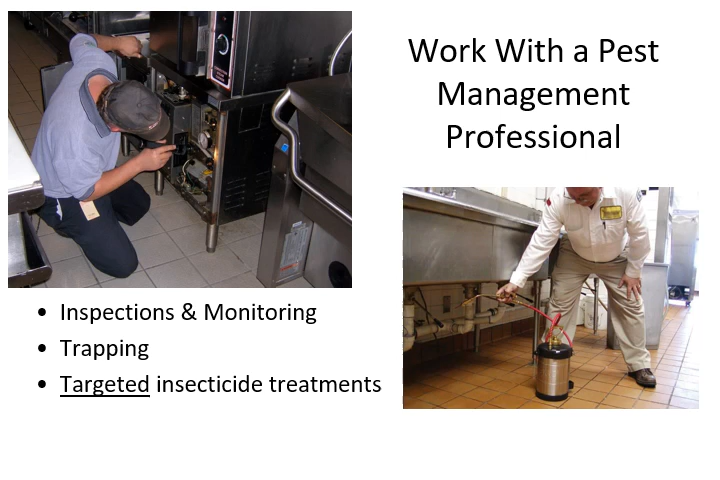 Work With a Pest
Management
Professional
• Inspections & Monitoring
• Trapping
• Targeted insecticide treatments